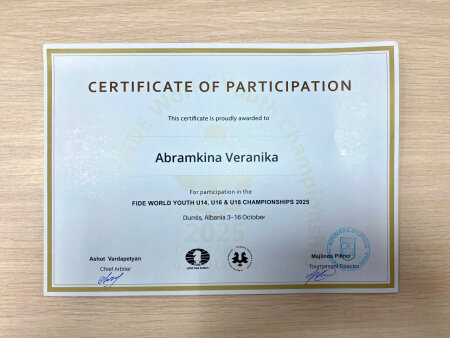 CERTIFICATE OF PARTICIPATION
This certificate is proudly awarded to
Abramkina Veranika
For participation in the
FIDE WORLD YOUTH U14, U16 & U18 CHAMPIONSHIPS 2025
Durrës, Albania 3-16 October
Ashot Vardapetyan
Chief Arbiter
Majlinda Pilinci
Tournament Director